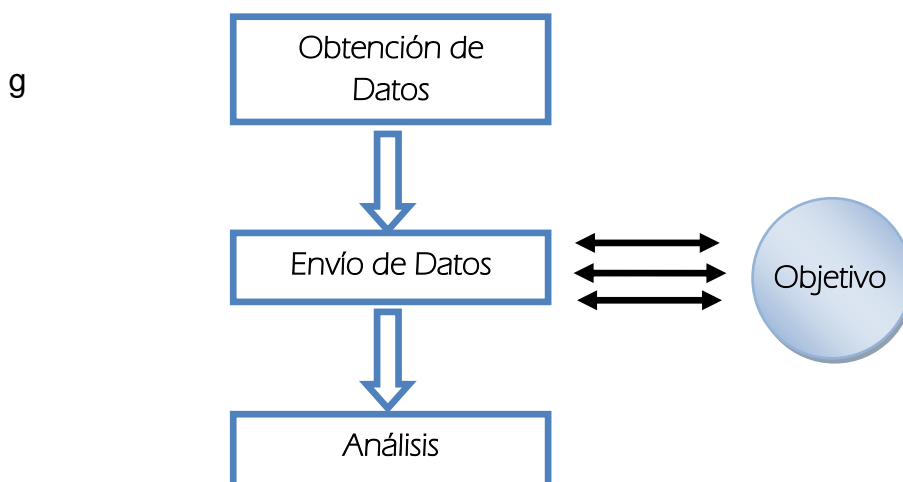 g
Obtención de
Datos
Envío de Datos
Objetivo
Análisis